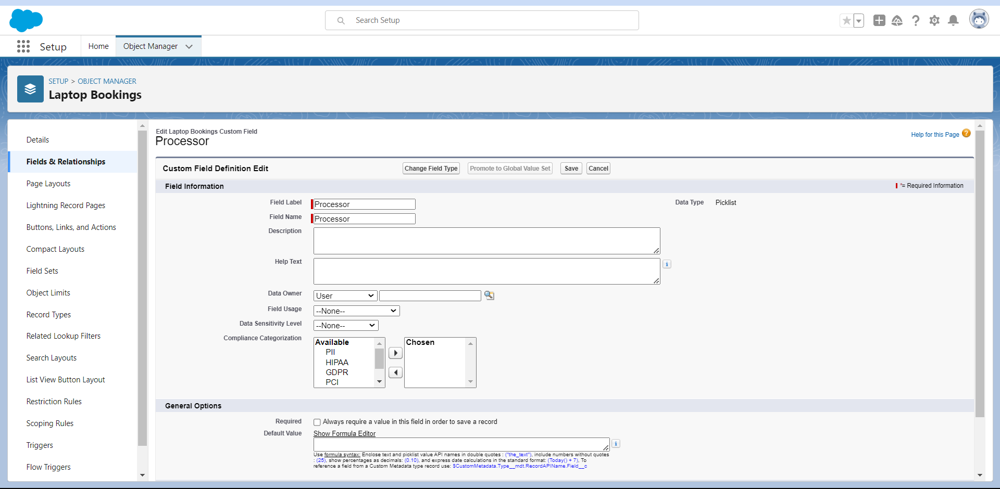 Search Setup
Setup
Home
Object Manager
SETUP > OBJECT MANAGER
Laptop Bookings
Details
Fields & Relationships
Page Layouts
Lightning Record Pages
Buttons, Links, and Actions
Compact Layouts
Field Sets
Object Limits
Record Types
Related Lookup Filters
Search Layouts
List View Button Layout
Restriction Rules
Scoping Rules
Triggers
Flow Triggers
Edit Laptop Bookings Custom Field
Processor
Help for this Page ?
Custom Field Definition Edit
Change Field Type
Promote to Global Value Set
Save
Cancel
Field Information
*= Required Information
Field Label
Processor
Data Type
Picklist
Field Name
Processor
Description
Help Text
i
Data Owner
User
Field Usage
--None--
Data Sensitivity Level
--None--
Compliance Categorization
Available
PII
HIPAA
GDPR
PCI
Chosen
General Options
Required
Always require a value in this field in order to save a record
Default Value
Show Formula Editor
i
Use formula syntax: Enclose text and picklist value API names in double quotes : ("the_text"), include numbers without quotes
: (25), show percentages as decimals: (0.10), and express date calculations in the standard format: (Today() + 7), To
reference a field from a Custom Metadata type record use: $CustomMetadata.Type__mdt.RecordAPIName.Field__c